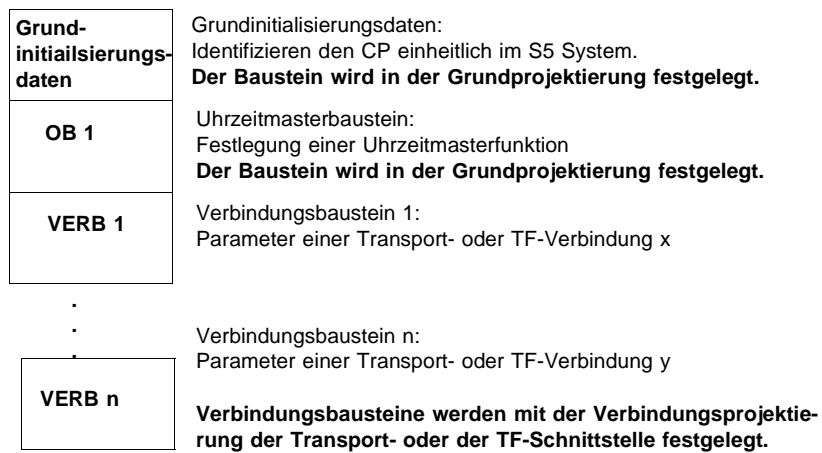 Grund-
initiailsierungs-
daten
Grundinitialisierungsdaten:
Identifizieren den CP einheitlich im S5 System.
Der Baustein wird in der Grundprojektierung festgelegt.
OB 1
Uhrzeitmasterbaustein:
Festlegung einer Uhrzeitmasterfunktion
Der Baustein wird in der Grundprojektierung festgelegt.
VERB 1
Verbindungsbaustein 1:
Parameter einer Transport- oder TF-Verbindung x
.
.
.
Verbindungsbaustein n:
Parameter einer Transport- oder TF-Verbindung y
VERB n
Verbindungsbausteine werden mit der Verbindungsprojektie-
rung der Transport- oder der TF-Schnittstelle festgelegt.